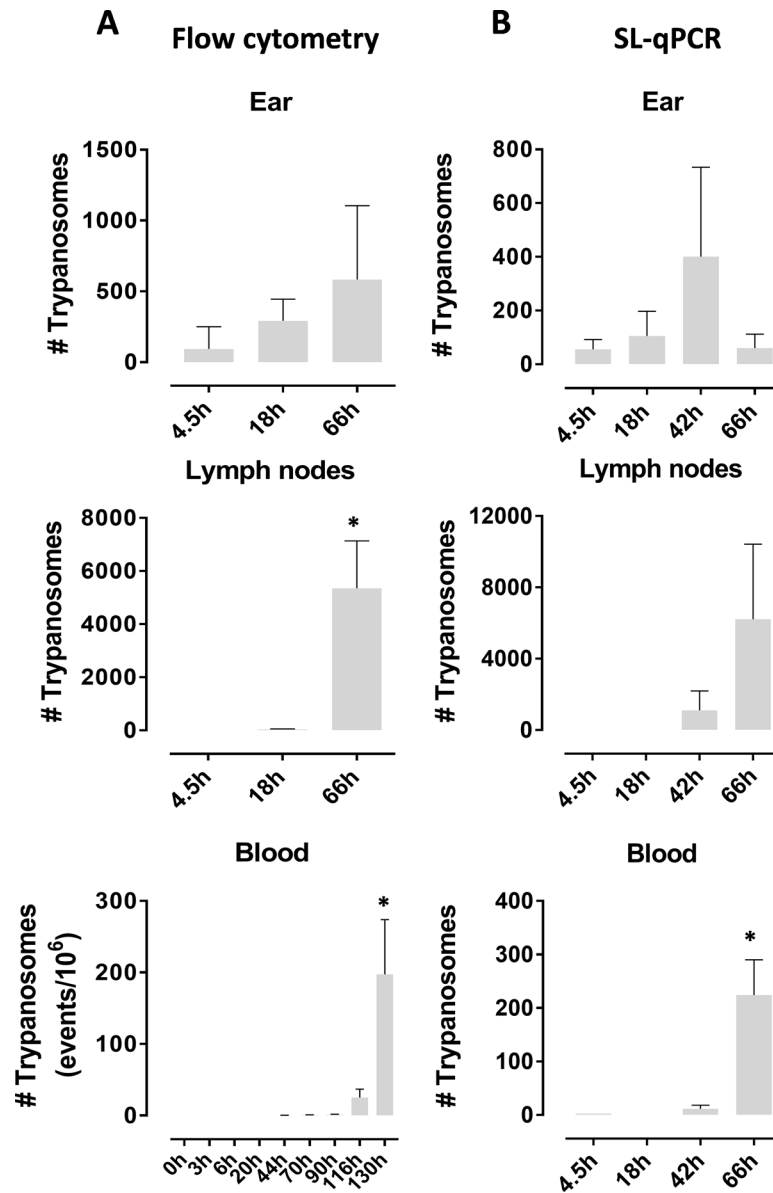 A Flow cytometry
B SL-qPCR
Ear
# Trypanosomes
1500
1000
500
0
4.5h 18h 66h
Ear
# Trypanosomes
800
600
400
200
0
4.5h 18h 42h 66h
Lymph nodes
# Trypanosomes
8000
6000
4000
2000
0
*
4.5h 18h 66h
Lymph nodes
# Trypanosomes
12000
8000
4000
0
4.5h 18h 42h 66h
Blood
# Trypanosomes
(events/10⁶)
300
200
100
0
*
0h 3h 6h 20h 44h 70h 90h 116h 130h
Blood
# Trypanosomes
400
300
200
100
0
*
4.5h 18h 42h 66h